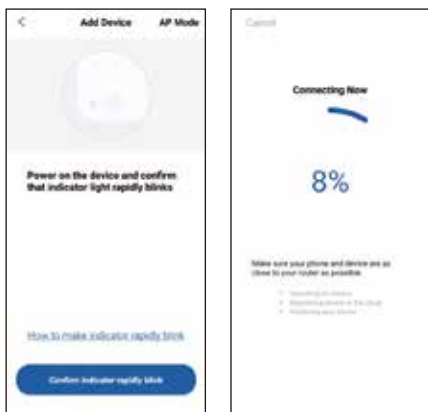 Add Device
AP Mode
Power on the device and confirm
that indicator light rapidly blinks
How to make indicator rapidly blink
Confirm indicator rapidly blink
Cancel
Connecting Now
8%
Make sure your phone and device are as
close to your router as possible